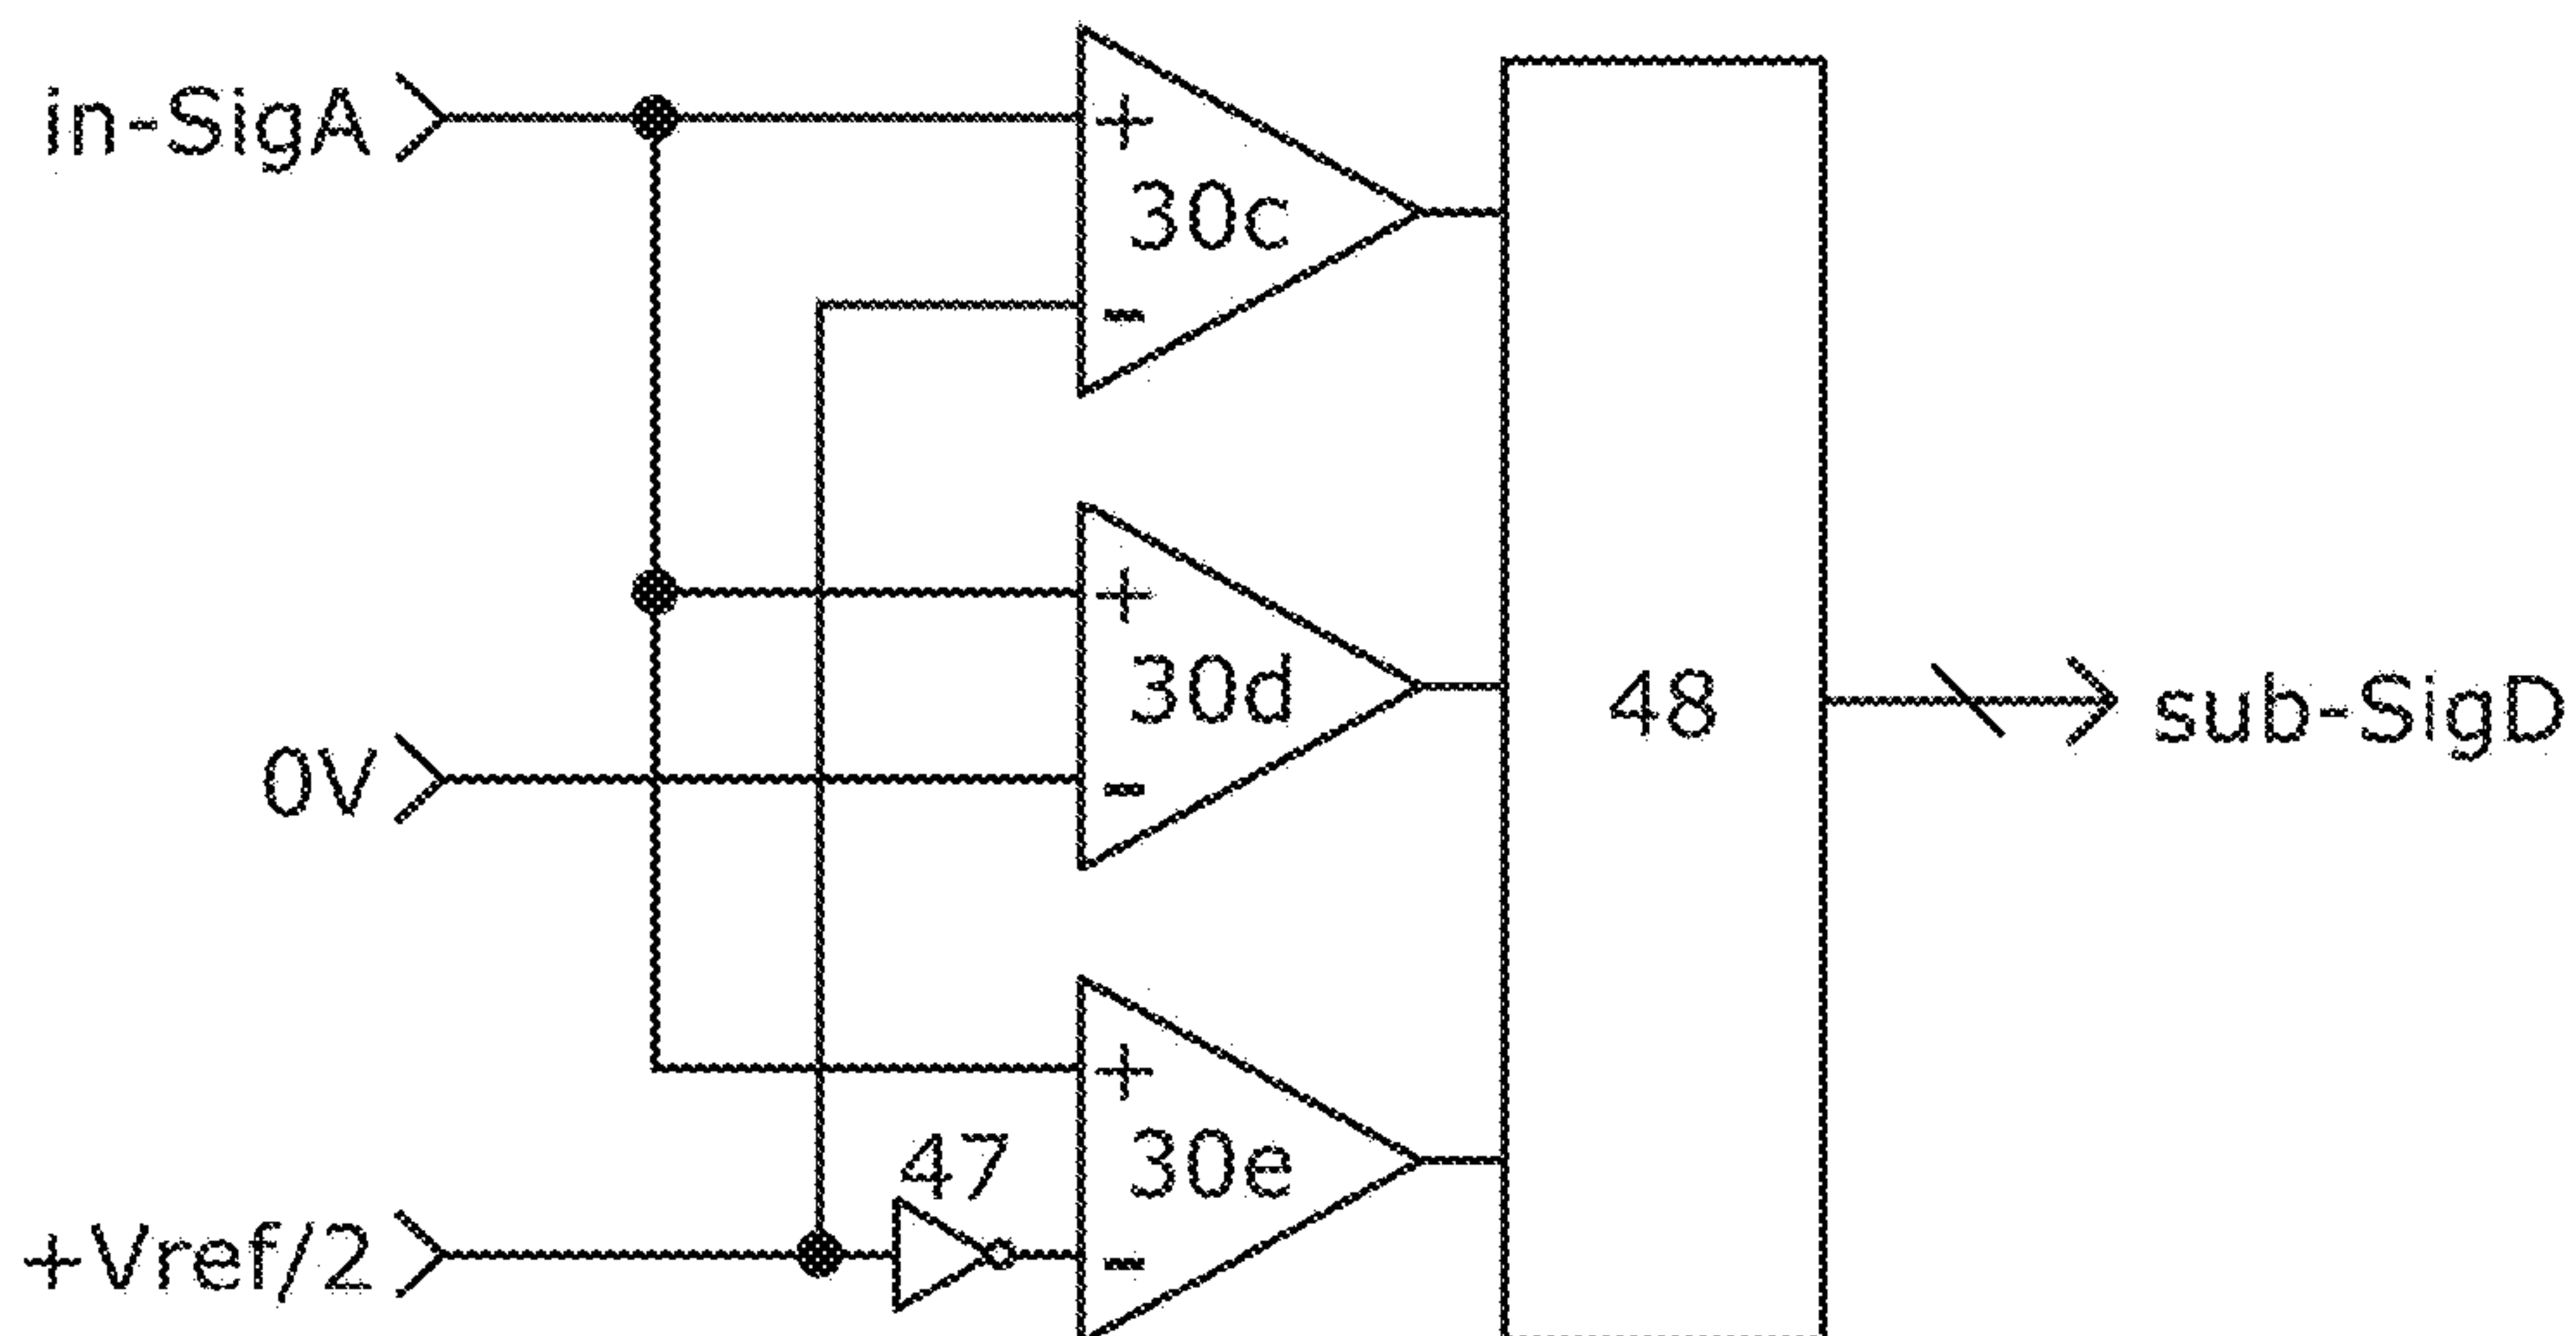 in-SigA
+
30c
-
+
30d
-
0V
48
sub-SigD
+
47
30e
-
+Vref/2